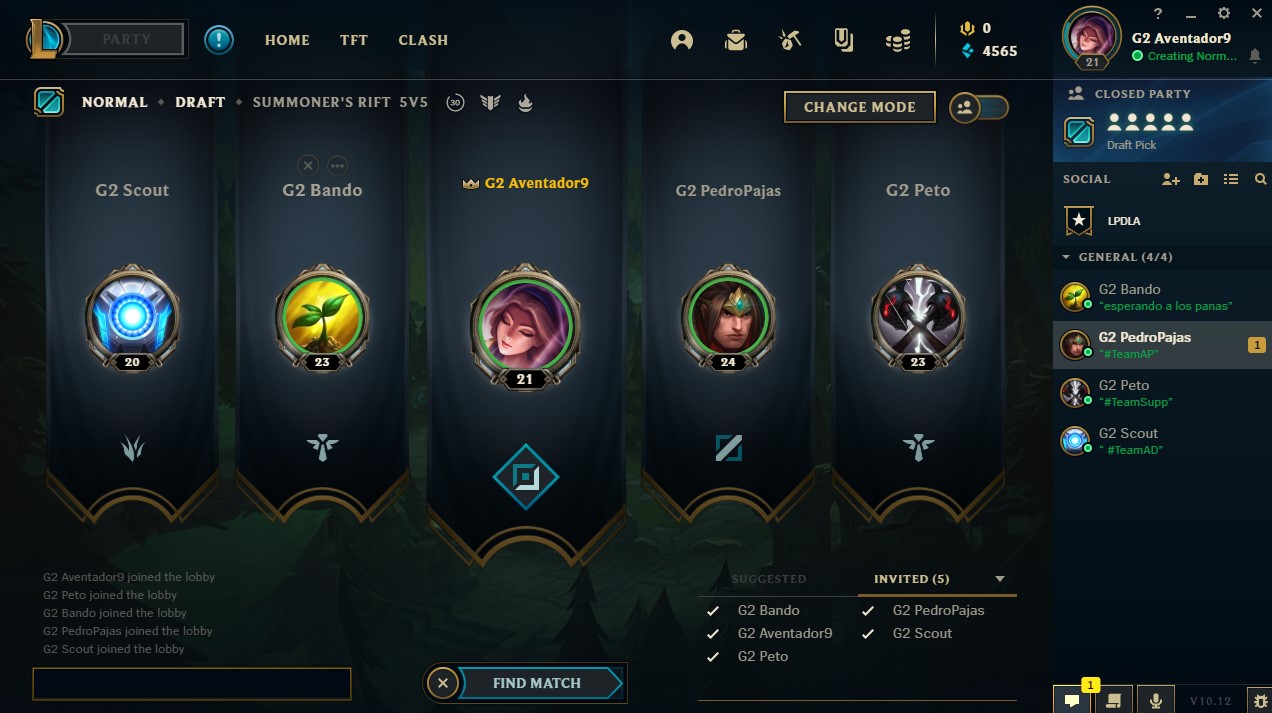 PARTY
HOME
TFT
CLASH
0
4565
?
G2 Aventador9
Creating Norm...
21
NORMAL
DRAFT
SUMMONER'S RIFT 5V5
30
CHANGE MODE
CLOSED PARTY
Draft Pick
SOCIAL
LPDLA
GENERAL (4/4)
G2 Bando
"esperando a los panas"
G2 PedroPajas
"#TeamAP"
1
G2 Peto
"#TeamSupp"
G2 Scout
" #TeamAD"
G2 Scout
G2 Bando
G2 Aventador9
G2 PedroPajas
G2 Peto
20
23
21
24
23
G2 Aventador9 joined the lobby
G2 Peto joined the lobby
G2 Bando joined the lobby
G2 PedroPajas joined the lobby
G2 Scout joined the lobby
SUGGESTED
INVITED (5)
G2 Bando
G2 PedroPajas
G2 Aventador9
G2 Scout
G2 Peto
FIND MATCH
1
V10.12